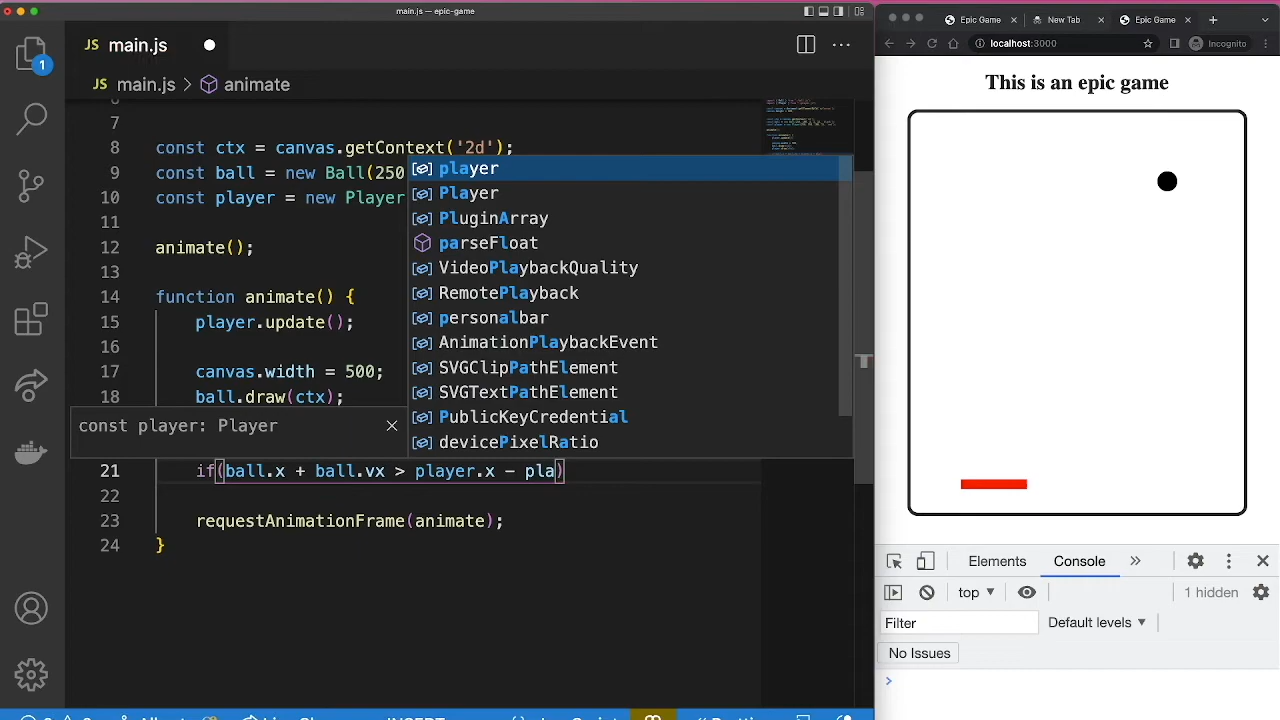 main.js — epic-game
JS main.js
JS main.js > animate
7
8 const ctx = canvas.getContext('2d');
9 const ball = new Ball(250
10 const player = new Player
11
12 animate();
13
14 function animate() {
15 player.update();
16
17 canvas.width = 500;
18 ball.draw(ctx);
const player: Player
21 if(ball.x + ball.vx > player.x - pla)
22
23 requestAnimationFrame(animate);
24 }
player
Player
PluginArray
parseFloat
VideoPlaybackQuality
RemotePlayback
personalbar
AnimationPlaybackEvent
SVGClipPathElement
SVGTextPathElement
PublicKeyCredential
devicePixelRatio
1
Epic Game
New Tab
Epic Game
localhost:3000
Incognito
This is an epic game
Elements
Console
top
1 hidden
Filter
Default levels
No Issues